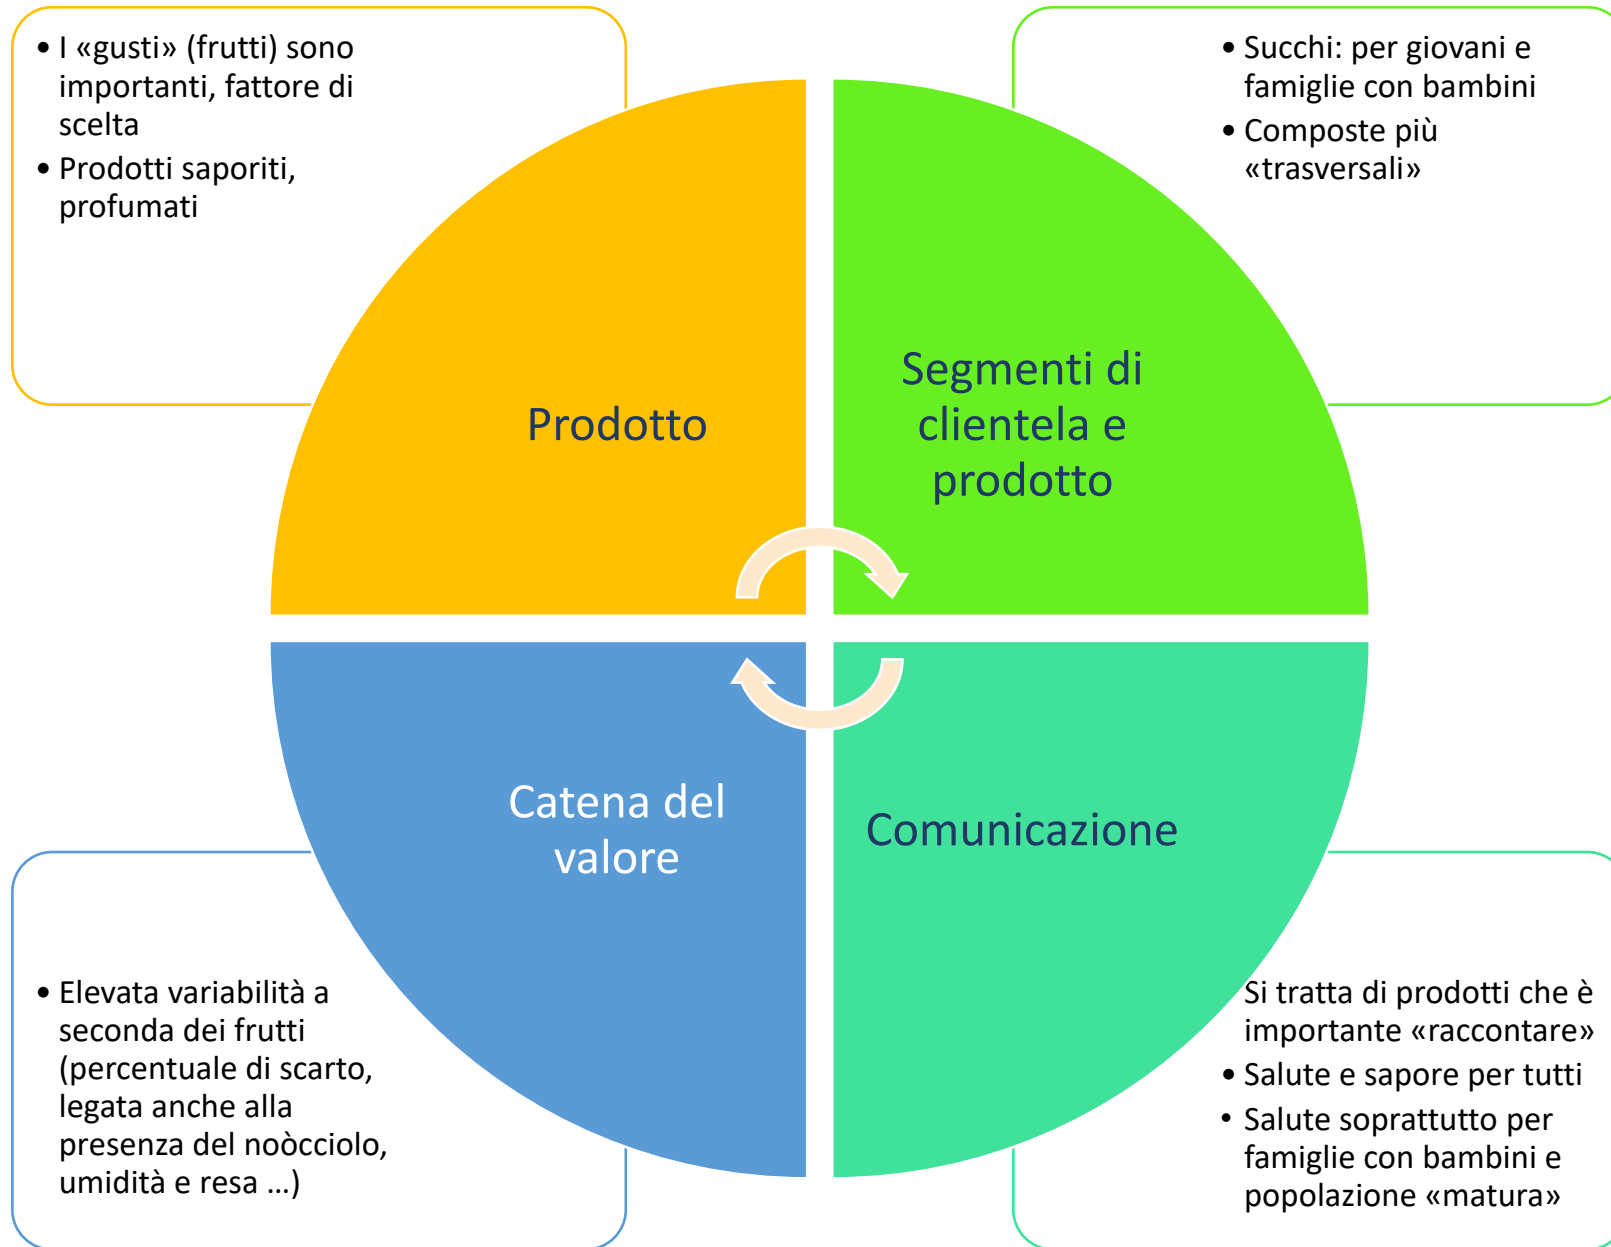 • I «gusti» (frutti) sono
importanti, fattore di
scelta
• Prodotti saporiti,
profumati
• Succhi: per giovani e
famiglie con bambini
• Composte più
«trasversali»
Prodotto
Segmenti di
clientela e
prodotto
Catena del
valore
Comunicazione
• Elevata variabilità a
seconda dei frutti
(percentuale di scarto,
legata anche alla
presenza del noòcciolo,
umidità e resa ...)
Si tratta di prodotti che è
importante «raccontare»
• Salute e sapore per tutti
• Salute soprattutto per
famiglie con bambini e
popolazione «matura»